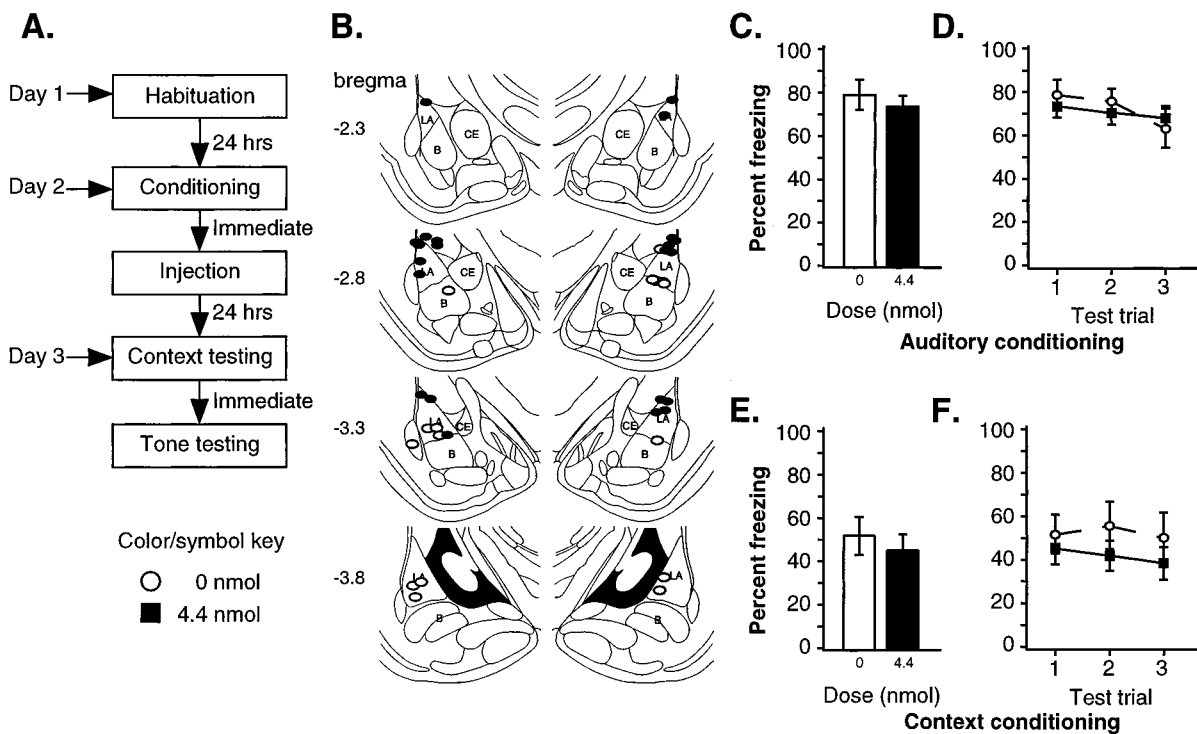 A.
Day 1
Habituation
24 hrs
Day 2
Conditioning
Immediate
Injection
24 hrs
Day 3
Context testing
Immediate
Tone testing
Color/symbol key
0 nmol
4.4 nmol
B.
bregma
-2.3
LA CE B
CE B
-2.8
LA CE B
CE LA B
-3.3
LA CE B
CE LA B
-3.8
B
LA B
C.
Percent freezing
100
80
60
40
20
0
0 4.4
Dose (nmol)
D.
100
80
60
40
20
0
1 2 3
Test trial
Auditory conditioning
E.
Percent freezing
100
80
60
40
20
0
0 4.4
Dose (nmol)
F.
100
80
60
40
20
0
1 2 3
Test trial
Context conditioning